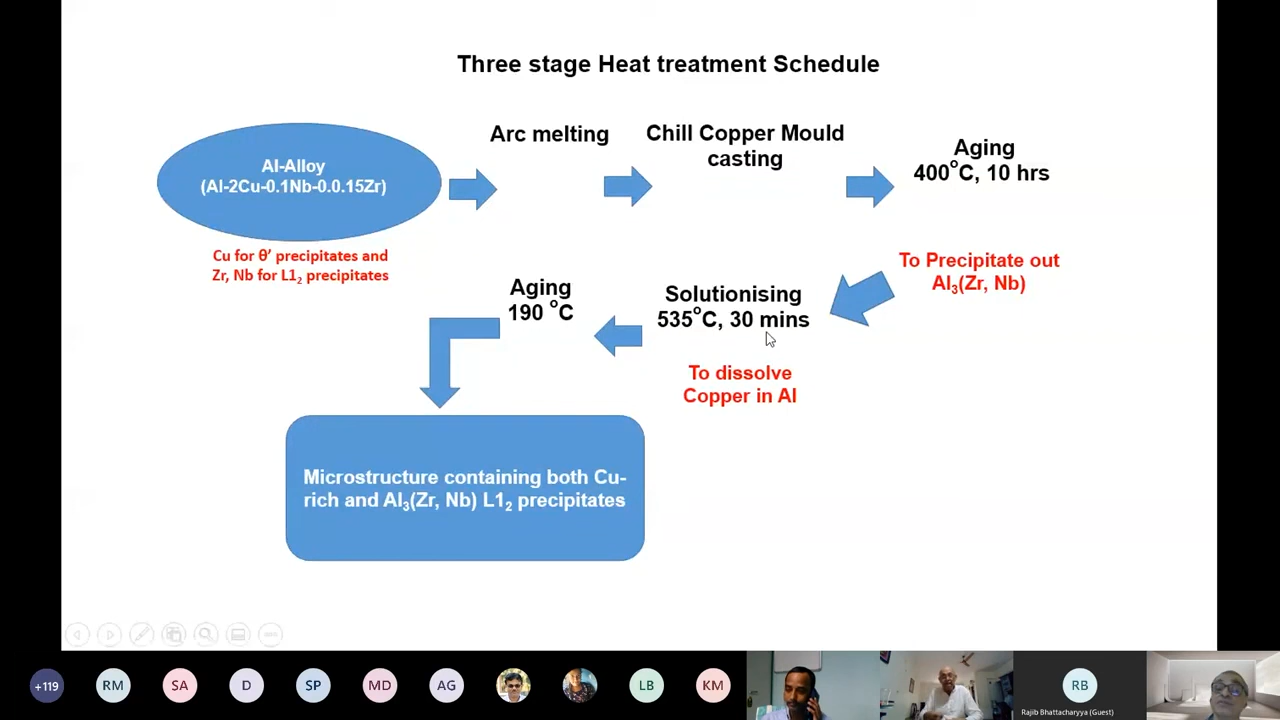 Three stage Heat treatment Schedule
Al-Alloy
(Al-2Cu-0.1Nb-0.0.15Zr)
Arc melting
Chill Copper Mould
casting
Aging
400°C, 10 hrs
Cu for θ' precipitates and
Zr, Nb for L1₂ precipitates
To Precipitate out
Al₃(Zr, Nb)
Solutionising
535°C, 30 mins
To dissolve
Copper in Al
Aging
190 °C
Microstructure containing both Cu-
rich and Al₃(Zr, Nb) L1₂ precipitates
+119
RM
SA
D
SP
MD
AG
LB
KM
RB
Rajib Bhattacharyya (Guest)